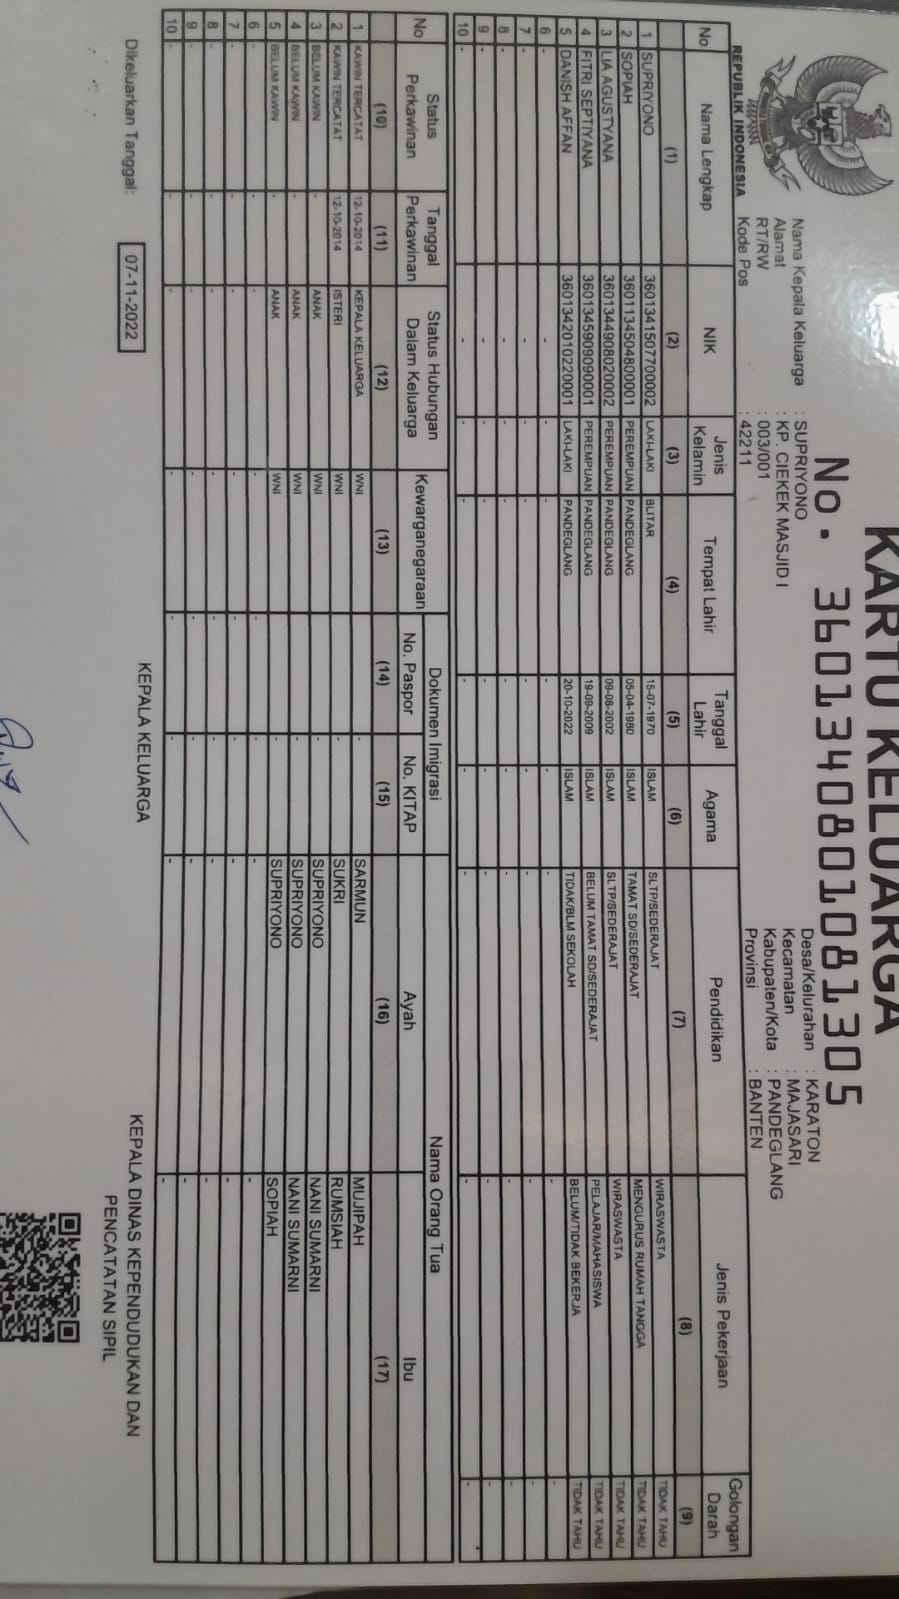 KARTU KELUARGA
No. 3601340801081305
REPUBLIK INDONESIA
Nama Kepala Keluarga : SUPRIYONO
Alamat : KP. CIEKEK MASJID I
RT/RW : 003/001
Kode Pos : 42211
Desa/Kelurahan : KARATON
Kecamatan : MAJASARI
Kabupaten/Kota : PANDEGLANG
Provinsi : BANTEN
No Nama Lengkap NIK Jenis Kelamin Tempat Lahir Tanggal Lahir Agama Pendidikan Jenis Pekerjaan Golongan Darah
(1) (2) (3) (4) (5) (6) (7) (8) (9)
1 SUPRIYONO 3601341507700002 LAKI-LAKI BLITAR 15-07-1970 ISLAM SLTP/SEDERAJAT WIRASWASTA TIDAK TAHU
2 SOPIAH 3601134504800001 PEREMPUAN PANDEGLANG 05-04-1980 ISLAM TAMAT SD/SEDERAJAT MENGURUS RUMAH TANGGA TIDAK TAHU
3 LIA AGUSTYANA 3601344908020002 PEREMPUAN PANDEGLANG 09-08-2002 ISLAM SLTP/SEDERAJAT WIRASWASTA TIDAK TAHU
4 FITRI SEPTIYANA 3601345909090001 PEREMPUAN PANDEGLANG 19-09-2009 ISLAM BELUM TAMAT SD/SEDERAJAT PELAJAR/MAHASISWA TIDAK TAHU
5 DANISH AFFAN 3601342010220001 LAKI-LAKI PANDEGLANG 20-10-2022 ISLAM TIDAK/BLM SEKOLAH BELUM/TIDAK BEKERJA TIDAK TAHU
6 - - - - - - - - -
7 - - - - - - - - -
8 - - - - - - - - -
9 - - - - - - - - -
10 - - - - - - - - -
No Status Perkawinan Tanggal Perkawinan Status Hubungan Dalam Keluarga Kewarganegaraan Dokumen Imigrasi Nama Orang Tua
No. Paspor No. KITAP Ayah Ibu
(10) (11) (12) (13) (14) (15) (16) (17)
1 KAWIN TERCATAT 12-10-2014 KEPALA KELUARGA WNI - - SARMUN MUJIPAH
2 KAWIN TERCATAT 12-10-2014 ISTERI WNI - - SUKRI RUMSIAH
3 BELUM KAWIN - ANAK WNI - - SUPRIYONO NANI SUMARNI
4 BELUM KAWIN - ANAK WNI - - SUPRIYONO NANI SUMARNI
5 BELUM KAWIN - ANAK WNI - - SUPRIYONO SOPIAH
6 - - - - - - - -
7 - - - - - - - -
8 - - - - - - - -
9 - - - - - - - -
10 - - - - - - - -
Dikeluarkan Tanggal: 07-11-2022
KEPALA KELUARGA
KEPALA DINAS KEPENDUDUKAN DAN
PENCATATAN SIPIL